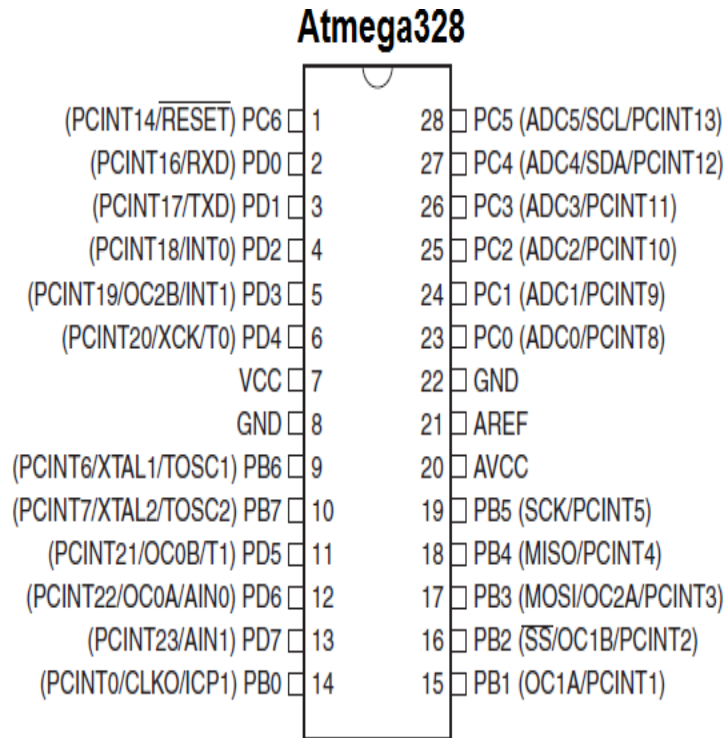 Atmega328
(PCINT14/RESET) PC6 1 28 PC5 (ADC5/SCL/PCINT13)
(PCINT16/RXD) PD0 2 27 PC4 (ADC4/SDA/PCINT12)
(PCINT17/TXD) PD1 3 26 PC3 (ADC3/PCINT11)
(PCINT18/INT0) PD2 4 25 PC2 (ADC2/PCINT10)
(PCINT19/OC2B/INT1) PD3 5 24 PC1 (ADC1/PCINT9)
(PCINT20/XCK/T0) PD4 6 23 PC0 (ADC0/PCINT8)
VCC 7 22 GND
GND 8 21 AREF
(PCINT6/XTAL1/TOSC1) PB6 9 20 AVCC
(PCINT7/XTAL2/TOSC2) PB7 10 19 PB5 (SCK/PCINT5)
(PCINT21/OC0B/T1) PD5 11 18 PB4 (MISO/PCINT4)
(PCINT22/OC0A/AIN0) PD6 12 17 PB3 (MOSI/OC2A/PCINT3)
(PCINT23/AIN1) PD7 13 16 PB2 (SS/OC1B/PCINT2)
(PCINT0/CLKO/ICP1) PB0 14 15 PB1 (OC1A/PCINT1)